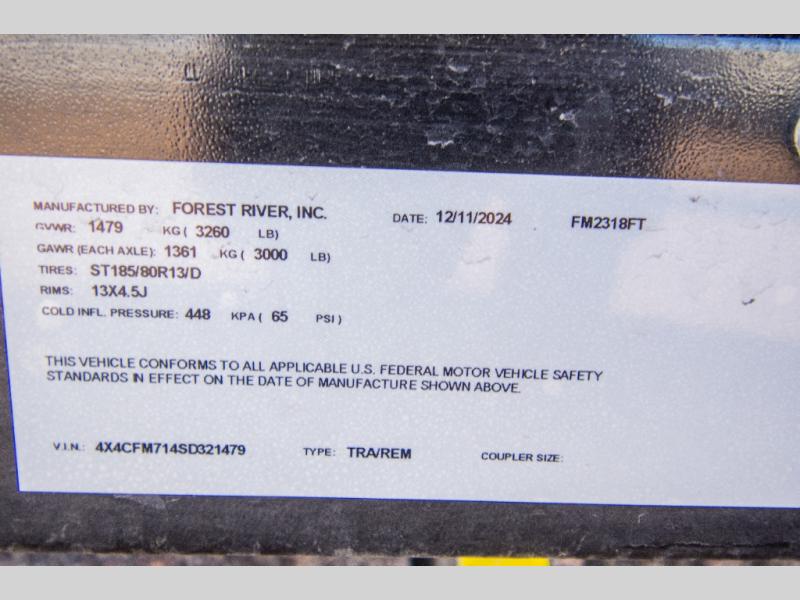 MANUFACTURED BY: FOREST RIVER, INC. DATE: 12/11/2024 FM2318FT
GVWR: 1479 KG ( 3260 LB)
GAWR (EACH AXLE): 1361 KG ( 3000 LB)
TIRES: ST185/80R13/D
RIMS: 13X4.5J
COLD INFL. PRESSURE: 448 KPA ( 65 PSI )
THIS VEHICLE CONFORMS TO ALL APPLICABLE U.S. FEDERAL MOTOR VEHICLE SAFETY
STANDARDS IN EFFECT ON THE DATE OF MANUFACTURE SHOWN ABOVE.
V.I.N.: 4X4CFM714SD321479 TYPE: TRA/REM COUPLER SIZE: